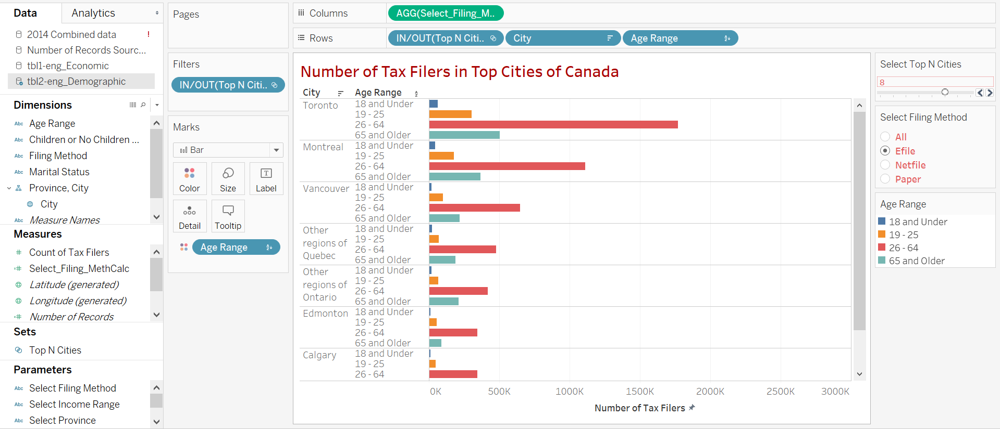 Data
Analytics
2014 Combined data !
Number of Records Sourc...
tbl1-eng_Economic
tbl2-eng_Demographic
Dimensions
Abc Age Range
Abc Children or No Children ...
Abc Filing Method
Abc Marital Status
Province, City
City
Abc Measure Names
Measures
# Count of Tax Filers
=# Select_Filing_MethCalc
Latitude (generated)
Longitude (generated)
=# Number of Records
Sets
Top N Cities
Parameters
Abc Select Filing Method
Abc Select Income Range
Abc Select Province
Pages
Filters
IN/OUT(Top N Citi..
Marks
Bar
Color
Size
T
Label
Detail
Tooltip
Age Range
Columns
AGG(Select_Filing_M..
Rows
IN/OUT(Top N Citi..
City
Age Range
Number of Tax Filers in Top Cities of Canada
City
Age Range
Toronto
18 and Under
19 - 25
26 - 64
65 and Older
Montreal
18 and Under
19 - 25
26 - 64
65 and Older
Vancouver
18 and Under
19 - 25
26 - 64
65 and Older
Other
regions of
Quebec
18 and Under
19 - 25
26 - 64
65 and Older
Other
regions of
Ontario
18 and Under
19 - 25
26 - 64
65 and Older
Edmonton
18 and Under
19 - 25
26 - 64
65 and Older
Calgary
18 and Under
19 - 25
26 - 64
0K
500K
1000K
1500K
2000K
2500K
3000K
Number of Tax Filers
Select Top N Cities
8
Select Filing Method
All
Efile
Netfile
Paper
Age Range
18 and Under
19 - 25
26 - 64
65 and Older